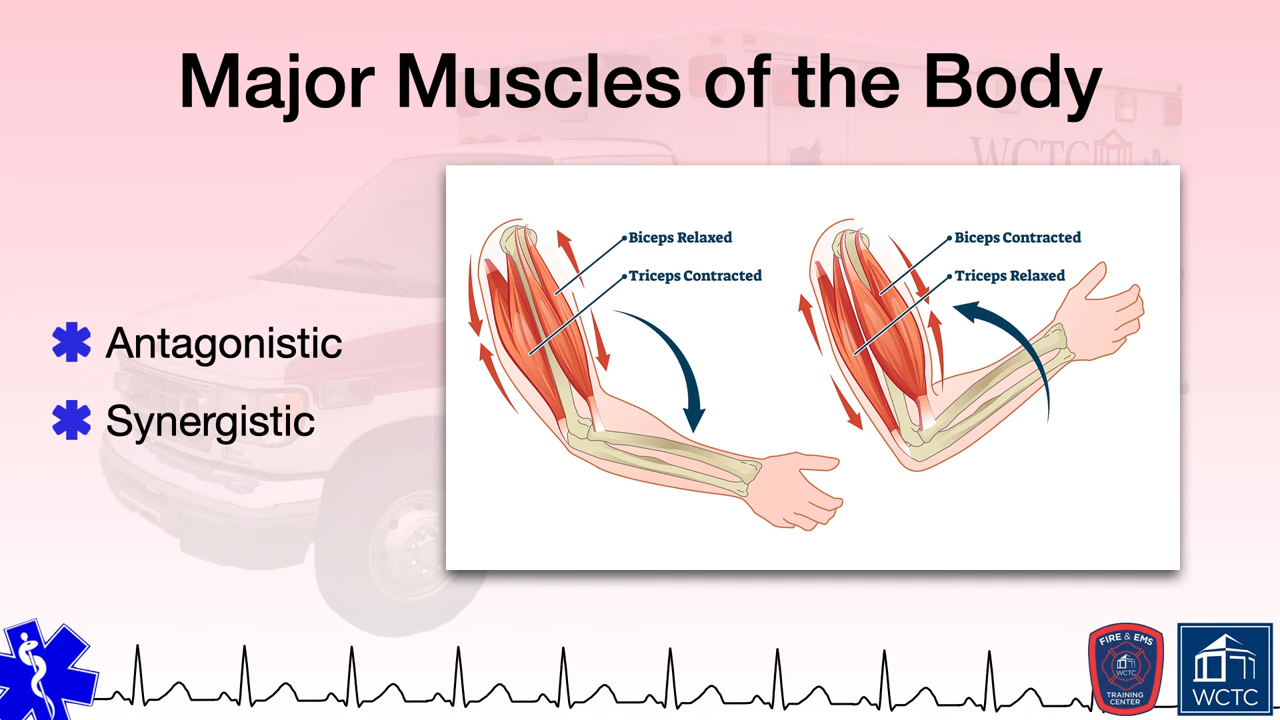 Major Muscles of the Body
WCTC
Biceps Relaxed
Triceps Contracted
Biceps Contracted
Triceps Relaxed
Antagonistic
Synergistic
FIRE & EMS
WCTC
TRAINING
CENTER
WCTC